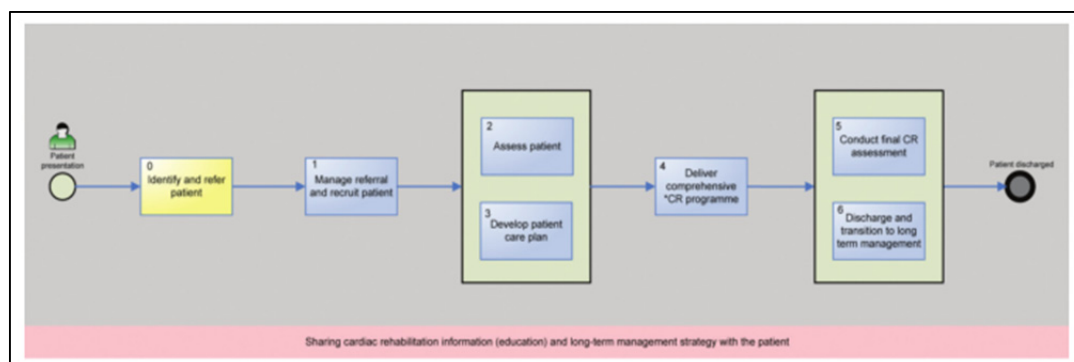 Patient
presentation
0
Identify and refer
patient
1
Manage referral
and recruit patient
2
Assess patient
3
Develop patient
care plan
4
Deliver
comprehensive
*CR programme
5
Conduct final CR
assessment
6
Discharge and
transition to long
term management
Patient discharged
Sharing cardiac rehabilitation information (education) and long-term management strategy with the patient